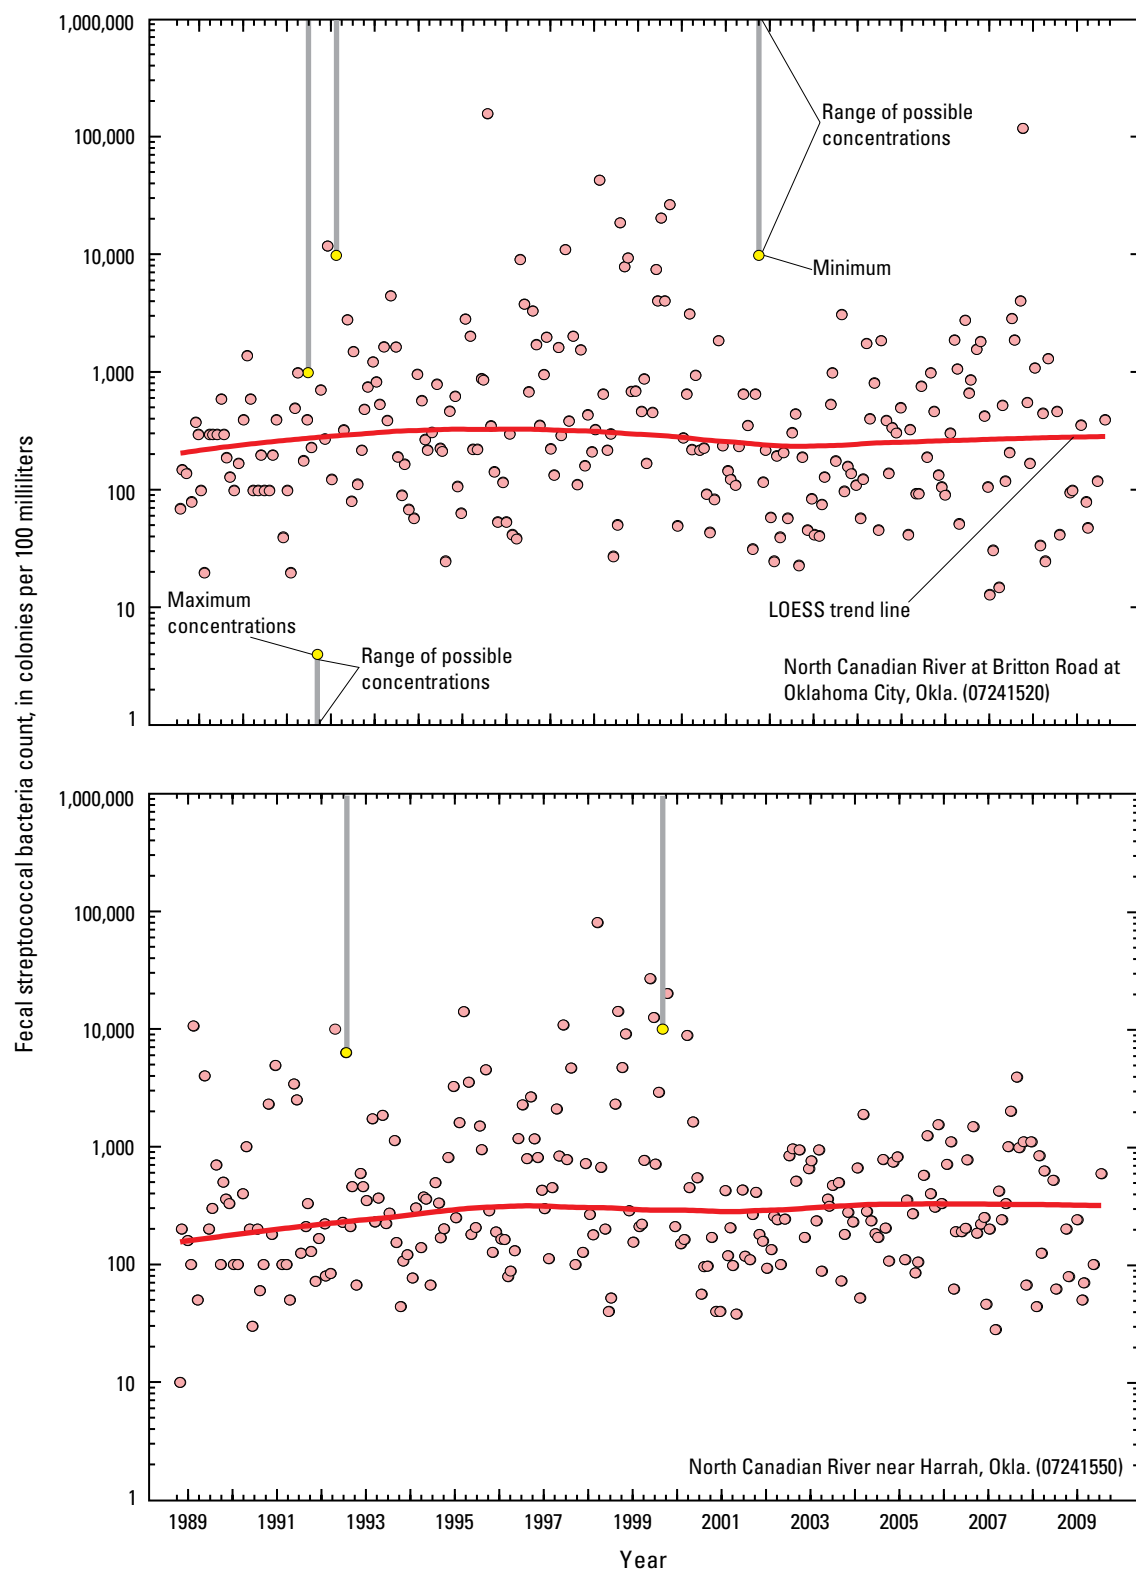 Fecal streptococcal bacteria count, in colonies per 100 milliliters
1,000,000
100,000
10,000
1,000
100
10
1
Range of possible
concentrations
Minimum
Maximum
concentrations
Range of possible
concentrations
LOESS trend line
North Canadian River at Britton Road at
Oklahoma City, Okla. (07241520)
1,000,000
100,000
10,000
1,000
100
10
1
North Canadian River near Harrah, Okla. (07241550)
1989 1991 1993 1995 1997 1999 2001 2003 2005 2007 2009
Year